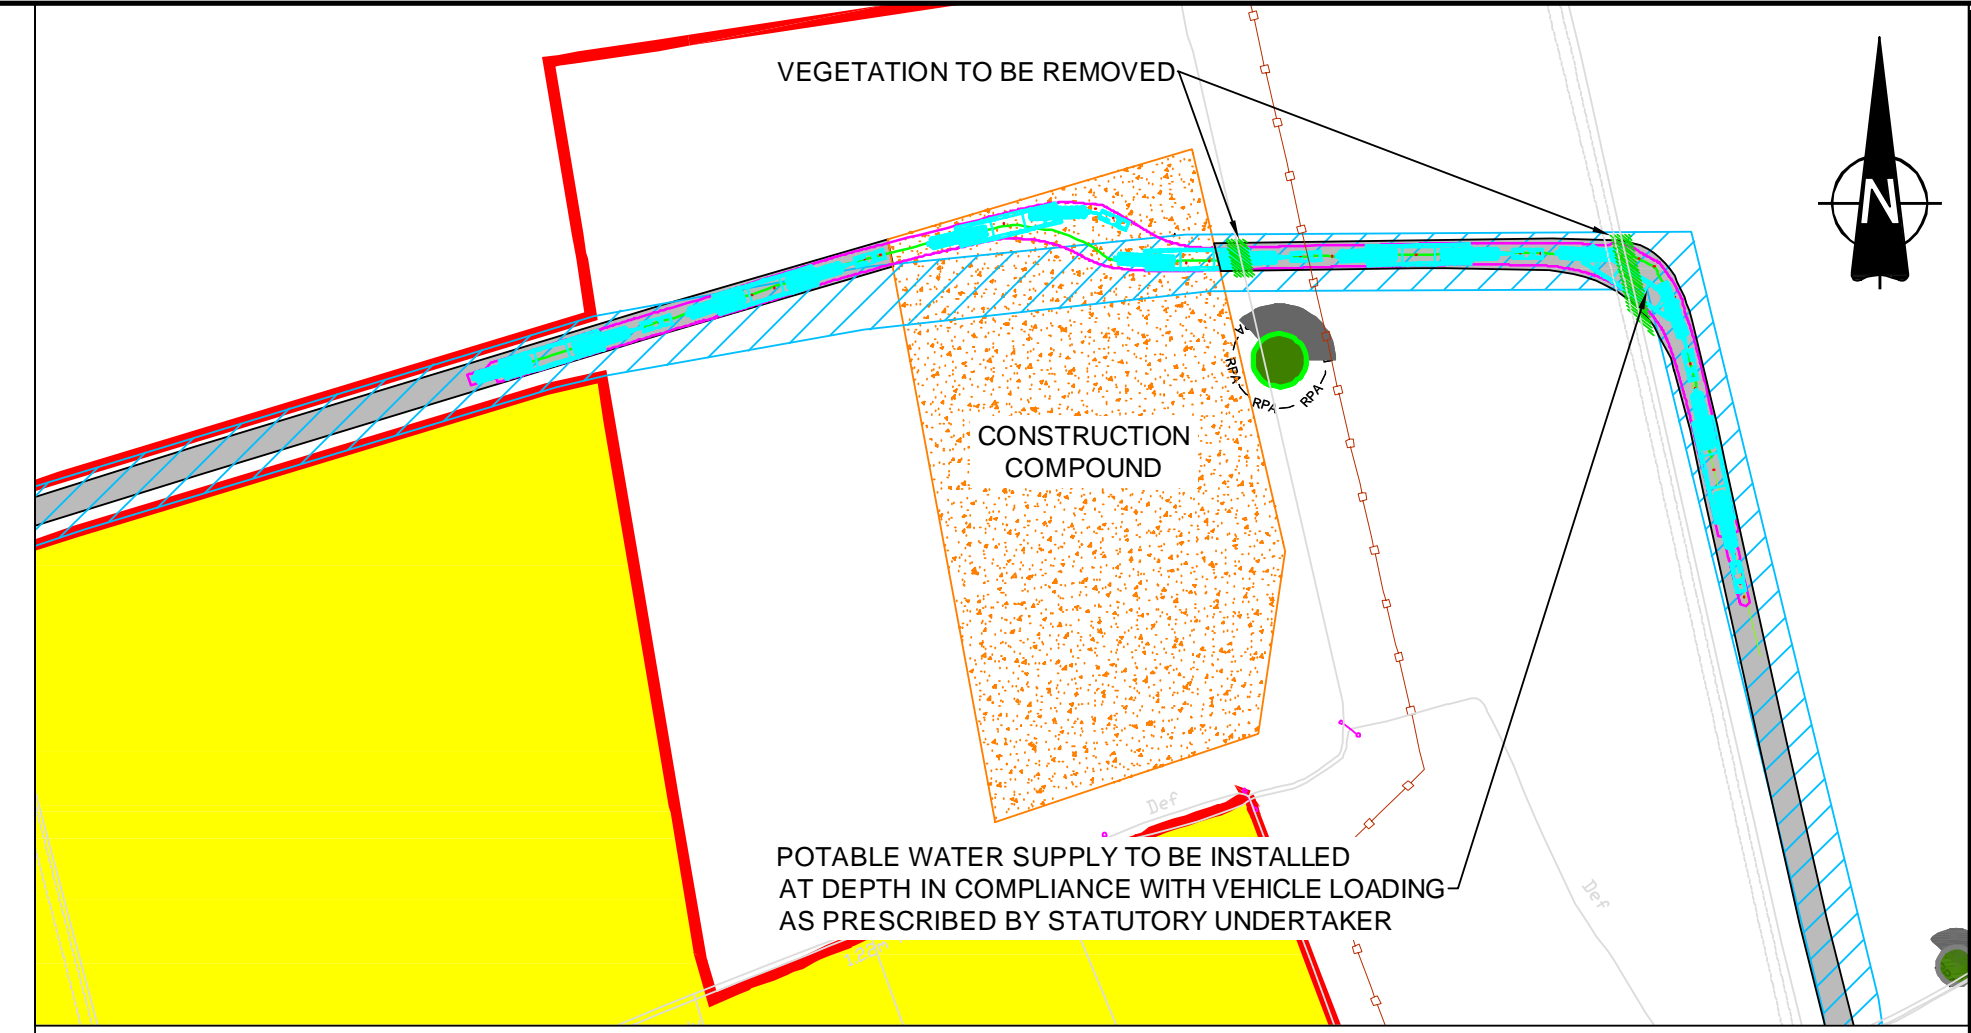 VEGETATION TO BE REMOVED
N
RPA
RPA
RPA
CONSTRUCTION
COMPOUND
Def
POTABLE WATER SUPPLY TO BE INSTALLED
AT DEPTH IN COMPLIANCE WITH VEHICLE LOADING
AS PRESCRIBED BY STATUTORY UNDERTAKER
Def